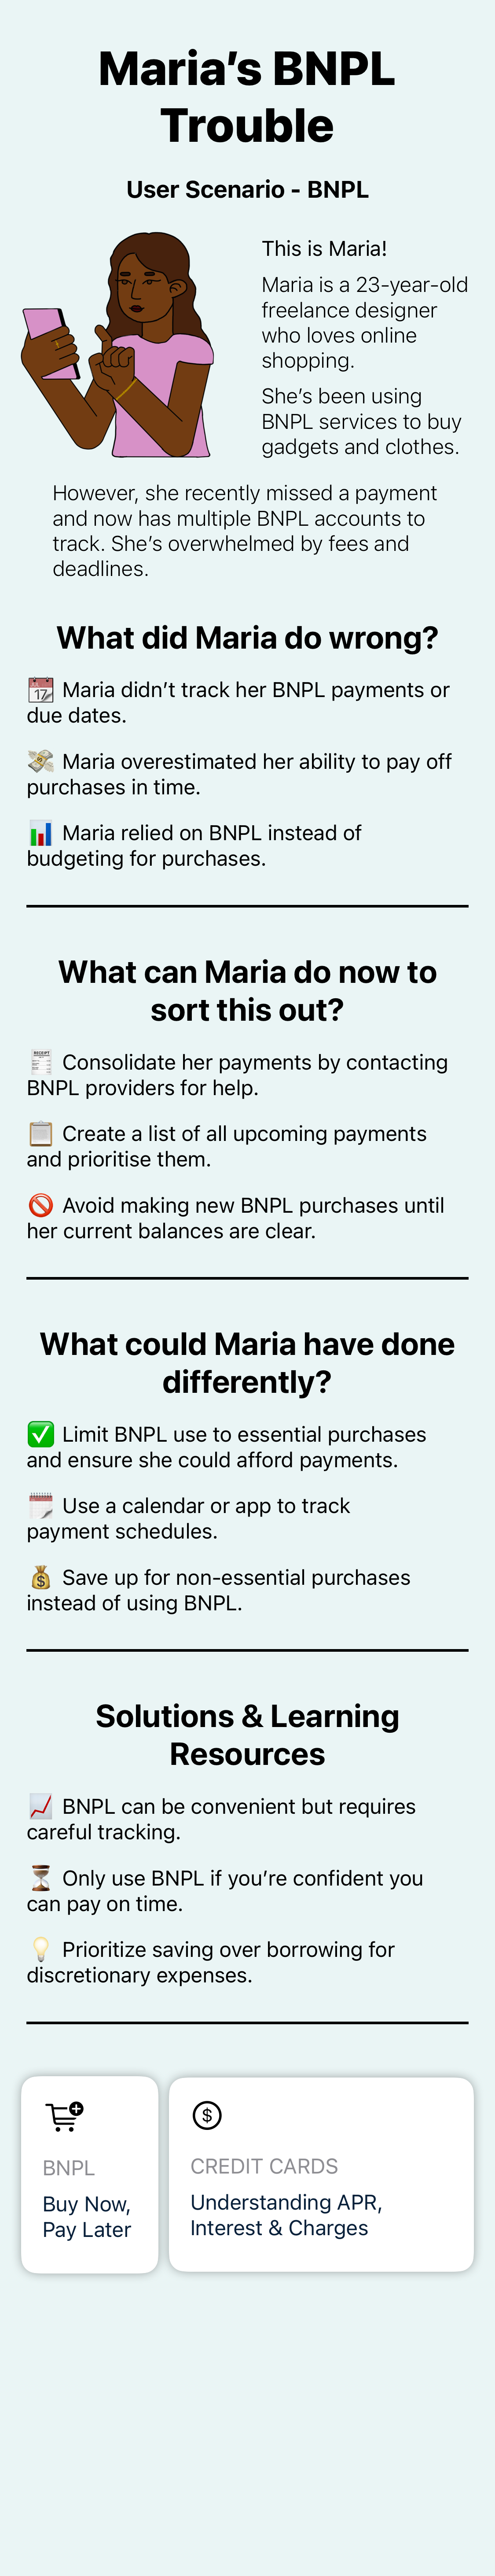 Maria's BNPL
Trouble
User Scenario - BNPL
This is Maria!
Maria is a 23-year-old
freelance designer
who loves online
shopping.
She's been using
BNPL services to buy
gadgets and clothes.
However, she recently missed a payment
and now has multiple BNPL accounts to
track. She's overwhelmed by fees and
deadlines.
What did Maria do wrong?
📅 Maria didn't track her BNPL payments or
due dates.
💸 Maria overestimated her ability to pay off
purchases in time.
📊 Maria relied on BNPL instead of
budgeting for purchases.
What can Maria do now to
sort this out?
🧾 Consolidate her payments by contacting
BNPL providers for help.
📋 Create a list of all upcoming payments
and prioritise them.
🚫 Avoid making new BNPL purchases until
her current balances are clear.
What could Maria have done
differently?
✅ Limit BNPL use to essential purchases
and ensure she could afford payments.
🗓 Use a calendar or app to track
payment schedules.
💰 Save up for non-essential purchases
instead of using BNPL.
Solutions & Learning
Resources
📈 BNPL can be convenient but requires
careful tracking.
⏳ Only use BNPL if you're confident you
can pay on time.
💡 Prioritize saving over borrowing for
discretionary expenses.
BNPL
Buy Now,
Pay Later
CREDIT CARDS
Understanding APR,
Interest & Charges